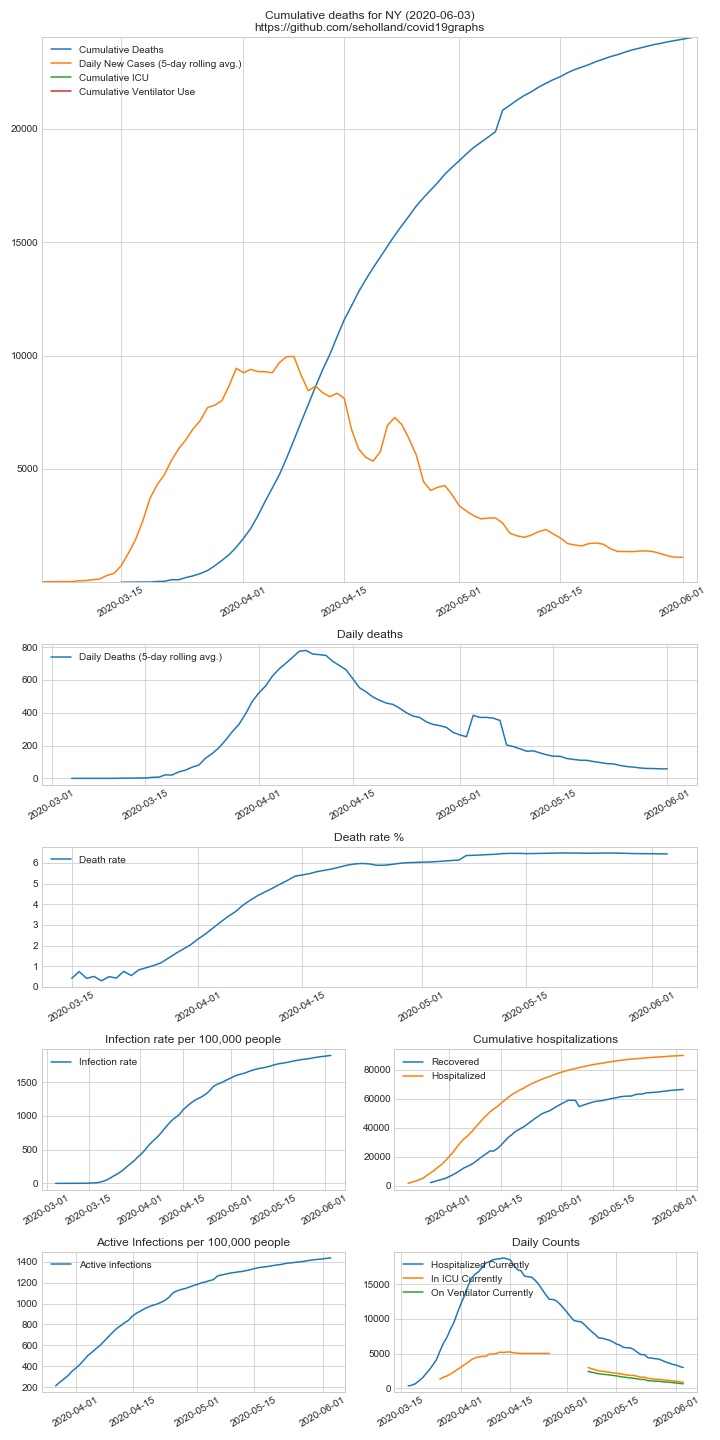 Cumulative deaths for NY (2020-06-03)
https://github.com/seholland/covid19graphs
Cumulative Deaths
Daily New Cases (5-day rolling avg.)
Cumulative ICU
Cumulative Ventilator Use
20000
15000
10000
5000
2020-03-15 2020-04-01 2020-04-15 2020-05-01 2020-05-15 2020-06-01
Daily deaths
Daily Deaths (5-day rolling avg.)
800
600
400
200
0
2020-03-01 2020-03-15 2020-04-01 2020-04-15 2020-05-01 2020-05-15 2020-06-01
Death rate %
Death rate
6
5
4
3
2
1
0
2020-03-15 2020-04-01 2020-04-15 2020-05-01 2020-05-15 2020-06-01
Infection rate per 100,000 people
Infection rate
1500
1000
500
0
2020-03-01 2020-03-15 2020-04-01 2020-04-15 2020-05-01 2020-05-15 2020-06-01
Cumulative hospitalizations
Recovered
Hospitalized
80000
60000
40000
20000
0
2020-04-01 2020-04-15 2020-05-01 2020-05-15 2020-06-01
Active Infections per 100,000 people
Active infections
1400
1200
1000
800
600
400
200
2020-04-01 2020-04-15 2020-05-01 2020-05-15 2020-06-01
Daily Counts
Hospitalized Currently
In ICU Currently
On Ventilator Currently
15000
10000
5000
0
2020-03-15 2020-04-01 2020-04-15 2020-05-01 2020-05-15 2020-06-01